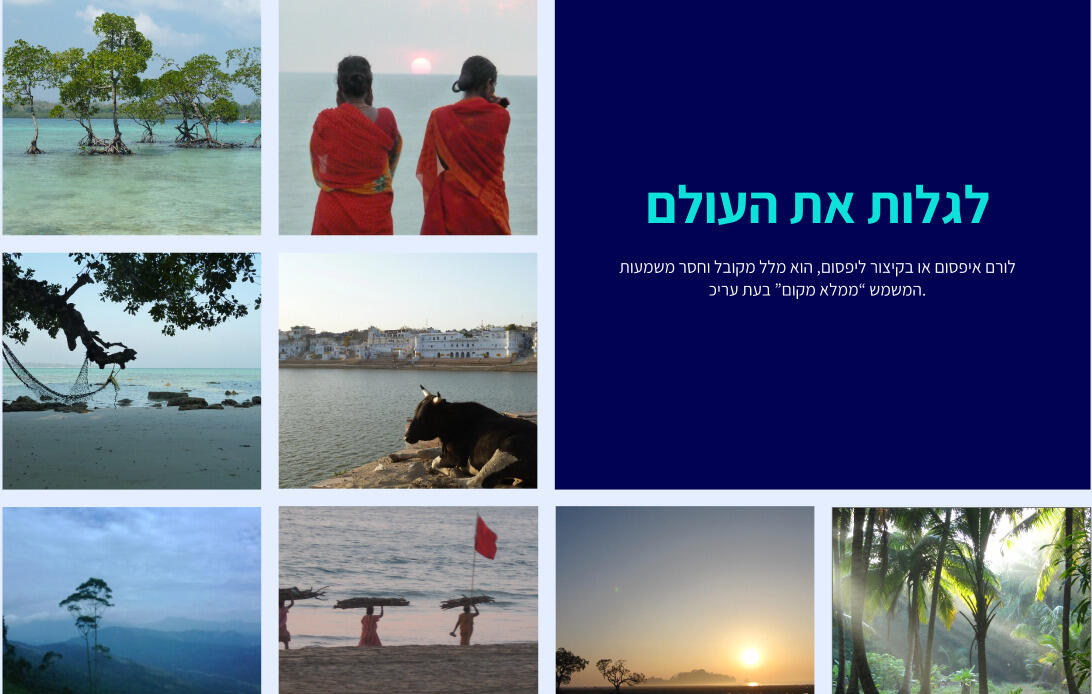 לגלות את העולם
לורם איפסום או בקיצור ליפסום, הוא מלל מקובל וחסר משמעות
המשמש “ממלא מקום” בעת עריכ.